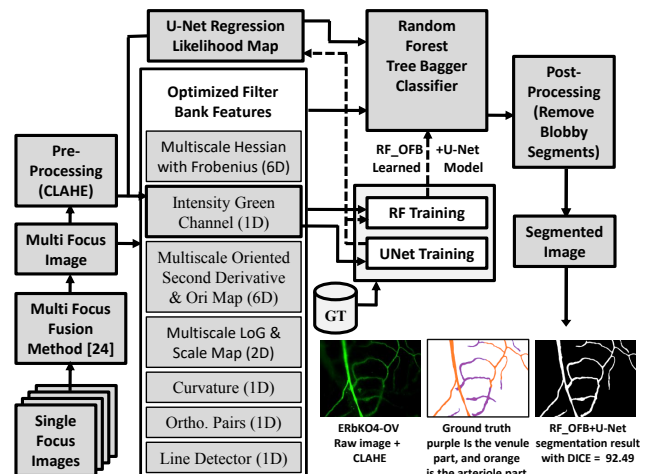 U-Net Regression
Likelihood Map
Random
Forest
Tree Bagger
Classifier
Post-
Processing
(Remove
Blobby
Segments)
Optimized Filter
Bank Features
Multiscale Hessian
with Frobenius (6D)
Pre-
Processing
(CLAHE)
RF_OFB +U-Net
Learned Model
Intensity Green
Channel (1D)
RF Training
Multi Focus
Image
UNet Training
Segmented
Image
Multiscale Oriented
Second Derivative
& Ori Map (6D)
GT
Multi Focus
Fusion
Method [24]
Multiscale LoG &
Scale Map (2D)
Curvature (1D)
Single
Focus
Images
Ortho. Pairs (1D)
Line Detector (1D)
ERbKO4-OV
Raw image +
CLAHE
Ground truth
purple Is the venule
part, and orange
is the arteriole part
RF_OFB+U-Net
segmentation result
with DICE = 92.49